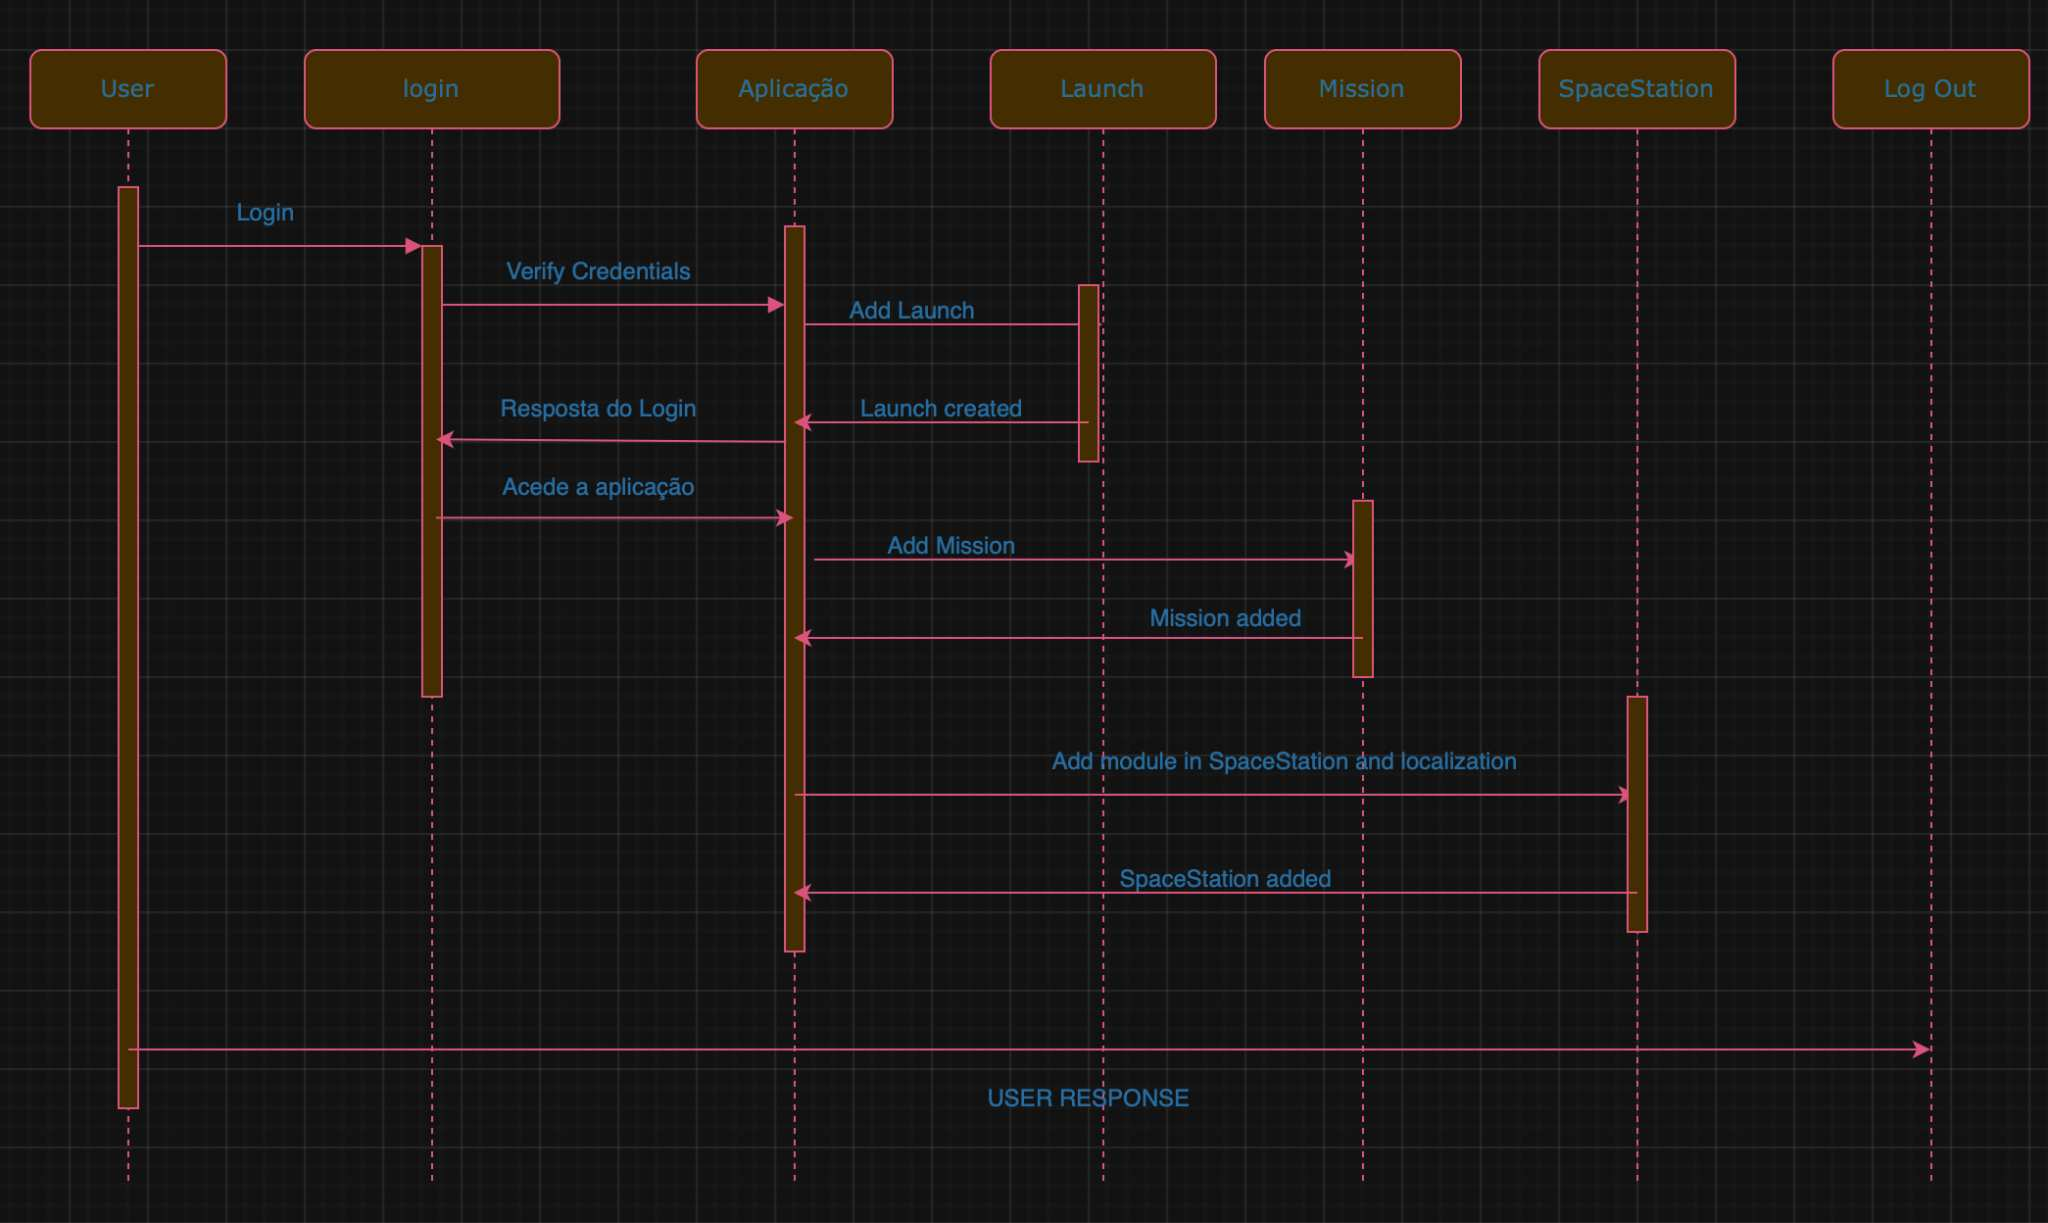 User
login
Aplicação
Launch
Mission
SpaceStation
Log Out
Login
Verify Credentials
Add Launch
Resposta do Login
Launch created
Acede a aplicação
Add Mission
Mission added
Add module in SpaceStation and localization
SpaceStation added
USER RESPONSE